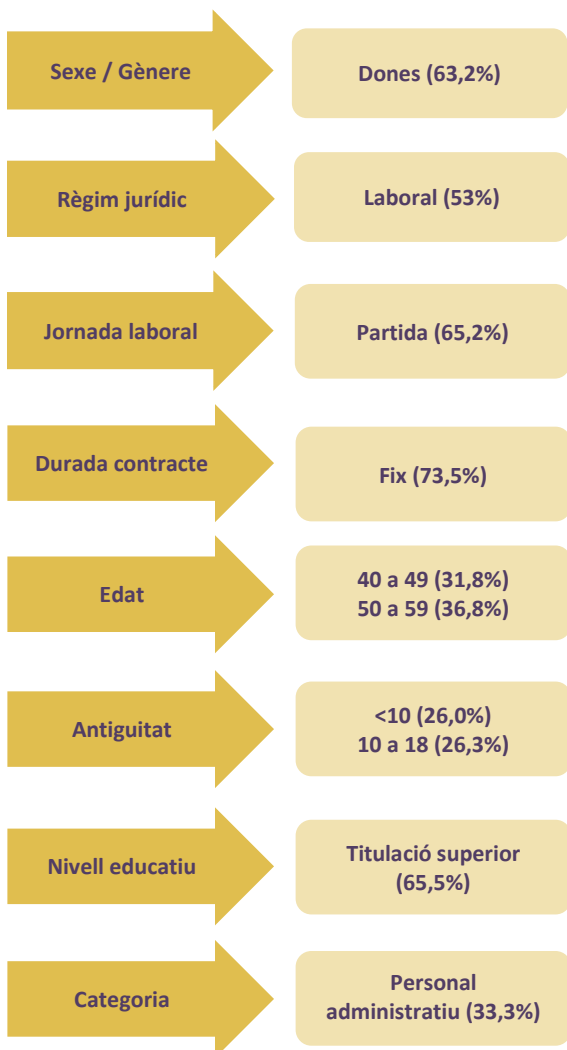 Sexe / Gènere
Dones (63,2%)
Règim jurídic
Laboral (53%)
Jornada laboral
Partida (65,2%)
Durada contracte
Fix (73,5%)
Edat
40 a 49 (31,8%)
50 a 59 (36,8%)
Antiguitat
<10 (26,0%)
10 a 18 (26,3%)
Nivell educatiu
Titulació superior
(65,5%)
Categoria
Personal
administratiu (33,3%)